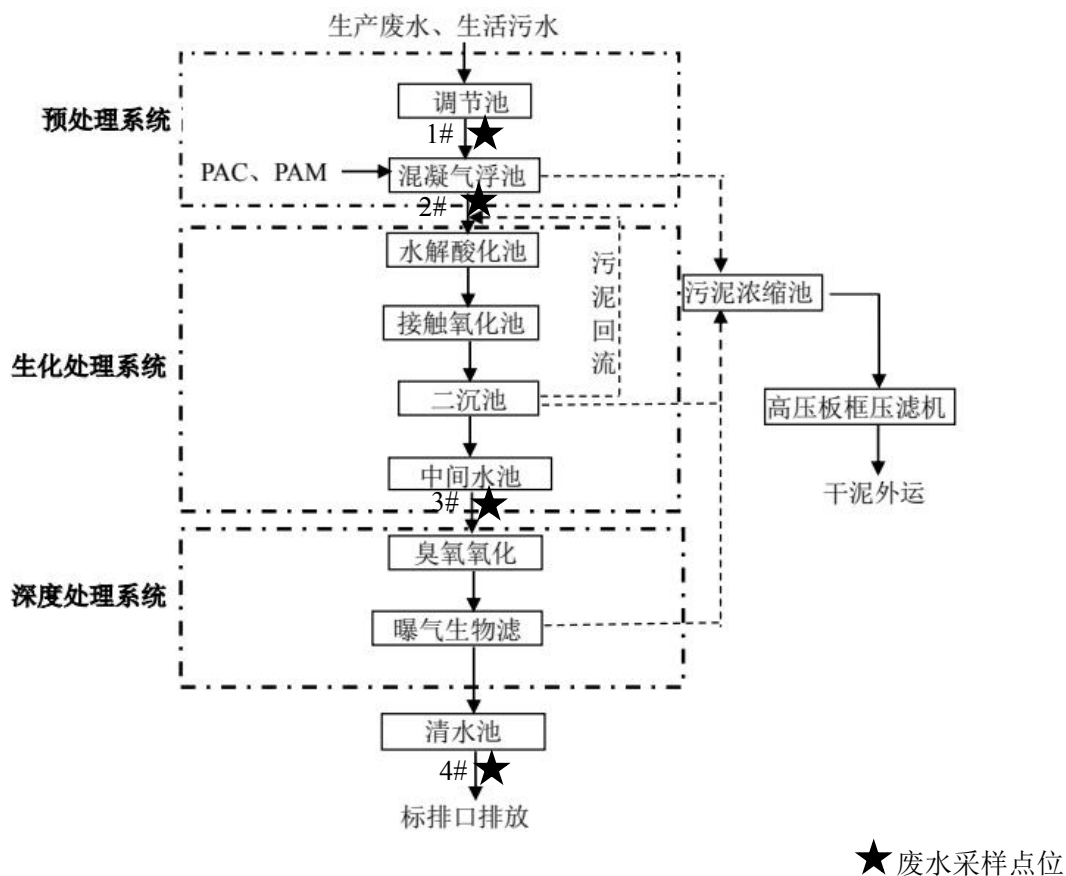 生产废水、生活污水
预处理系统
调节池
1#
PAC、PAM
混凝气浮池
2#
生化处理系统
水解酸化池
污泥回流
接触氧化池
二沉池
中间水池
3#
污泥浓缩池
高压板框压滤机
干泥外运
深度处理系统
臭氧氧化
曝气生物滤
清水池
4#
标排口排放
废水采样点位